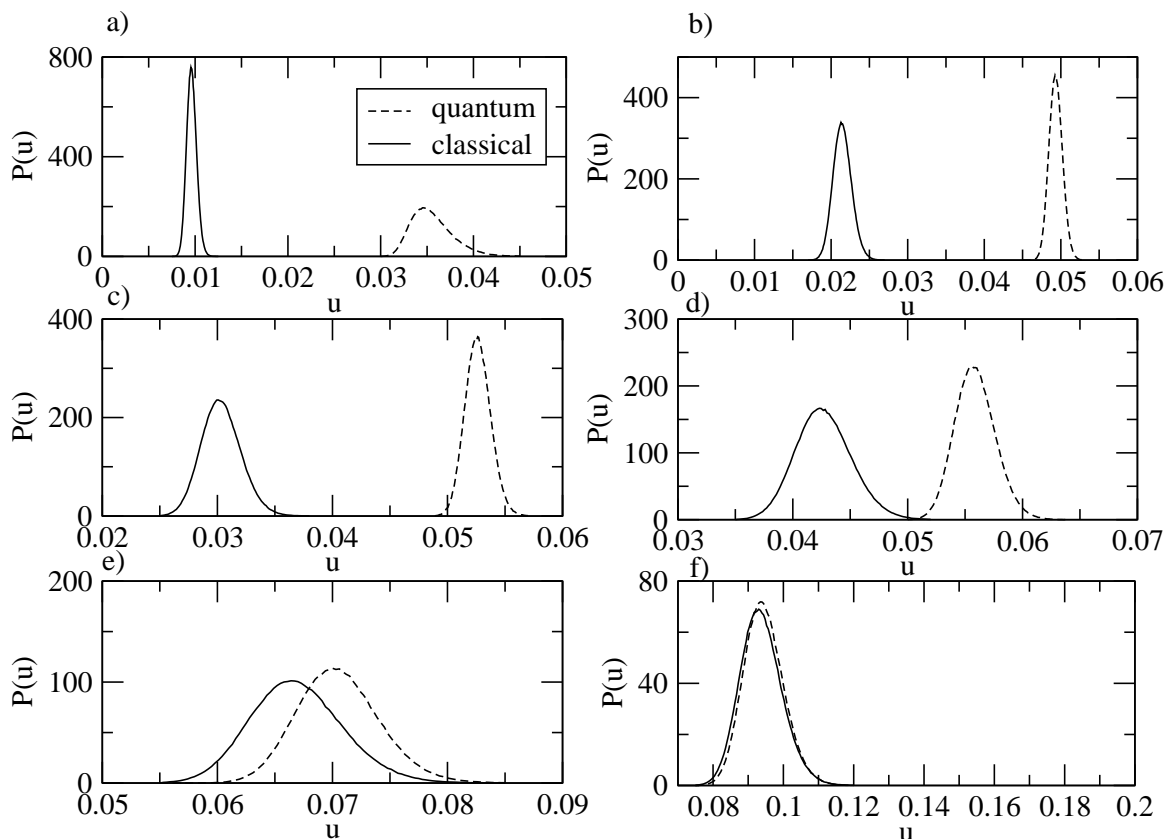 a)
b)
800
400
0
P(u)
quantum
classical
0 0.01 0.02 0.03 0.04 0.05
u
400
200
0
P(u)
0 0.01 0.02 0.03 0.04 0.05 0.06
u
c)
d)
400
200
0
P(u)
0.02 0.03 0.04 0.05 0.06
u
300
200
100
0
P(u)
0.03 0.04 0.05 0.06 0.07
u
e)
f)
200
100
0
P(u)
0.05 0.06 0.07 0.08 0.09
u
80
40
0
P(u)
0.08 0.1 0.12 0.14 0.16 0.18 0.2
u